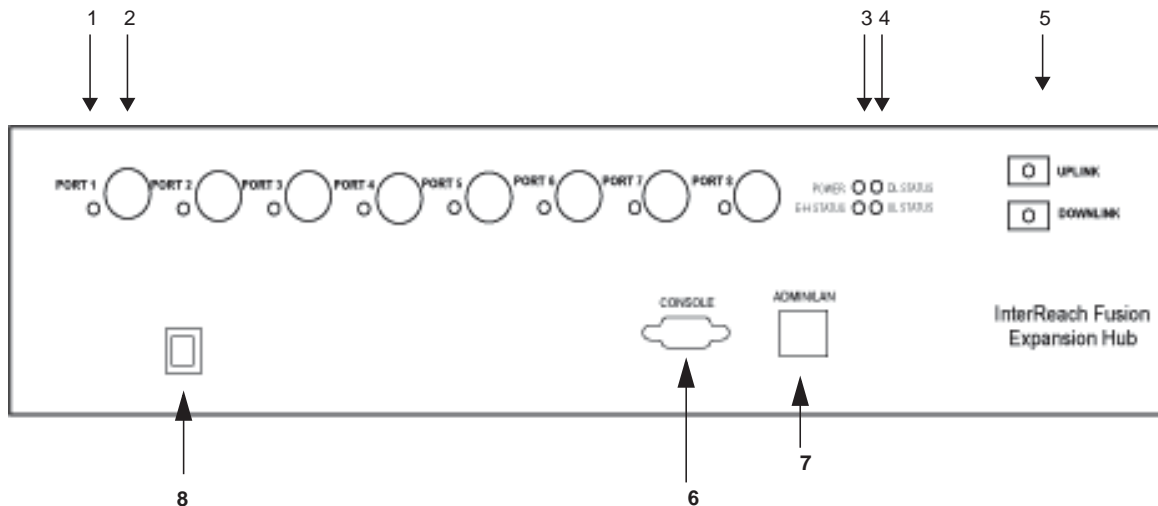 1 2 3 4 5
PORT 1 PORT 2 PORT 3 PORT 4 PORT 5 PORT 6 PORT 7 PORT 8
POWER DL STATUS
E-H STATUS UL STATUS
UPLINK
DOWNLINK
CONSOLE
ADMIN/LAN
InterReach Fusion
Expansion Hub
8 6 7